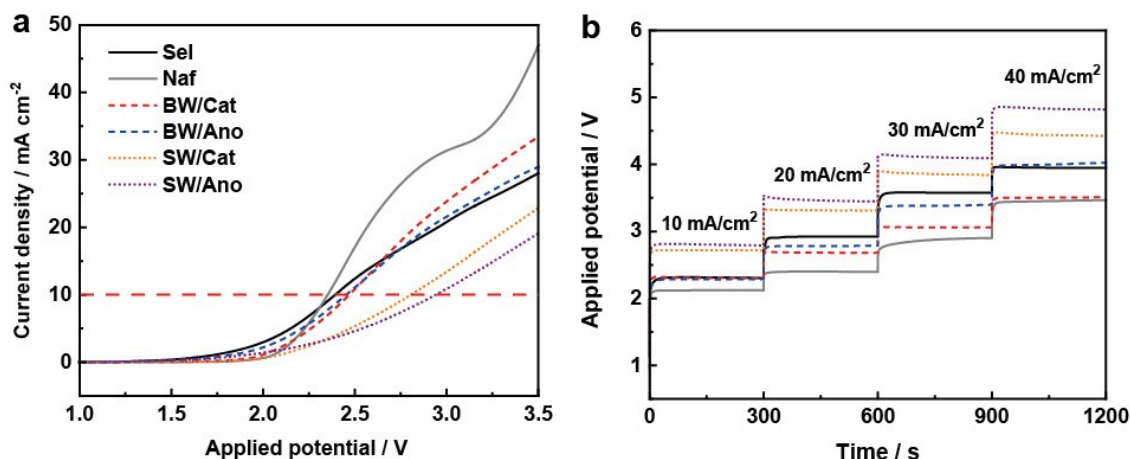 a
50
40
30
20
10
0
Current density / mA cm⁻²
Sel
Naf
BW/Cat
BW/Ano
SW/Cat
SW/Ano
1.0 1.5 2.0 2.5 3.0 3.5
Applied potential / V
b
6
5
4
3
2
1
Applied potential / V
10 mA/cm²
20 mA/cm²
30 mA/cm²
40 mA/cm²
0 300 600 900 1200
Time / s